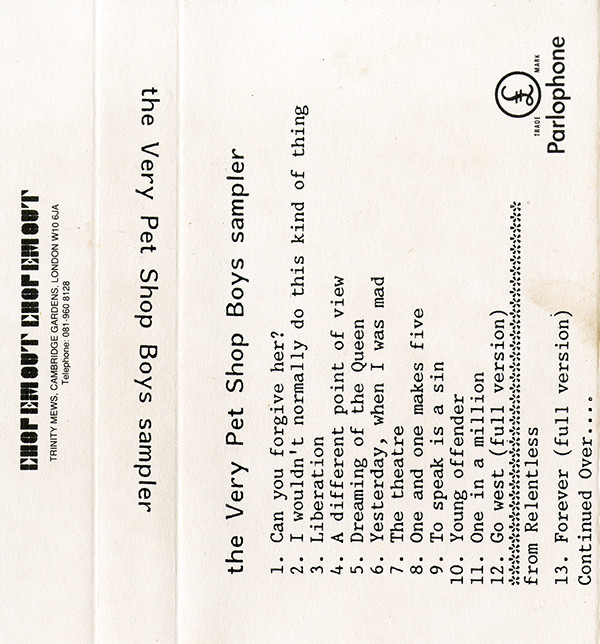 CHOP EM OUT CHOP EM OUT
TRINITY MEWS, CAMBRIDGE GARDENS, LONDON W10 6JA
Telephone: 081-960 8128
the Very Pet Shop Boys sampler
the Very Pet Shop Boys sampler
1. Can you forgive her?
2. I wouldn't normally do this kind of thing
3. Liberation
4. A different point of view
5. Dreaming of the Queen
6. Yesterday, when I was mad
7. The theatre
8. One and one makes five
9. To speak is a sin
10. Young offender
11. One in a million
12. Go west (full version)
from Relentless
13. Forever (full version)
Continued Over....
£
TRADE MARK
Parlophone